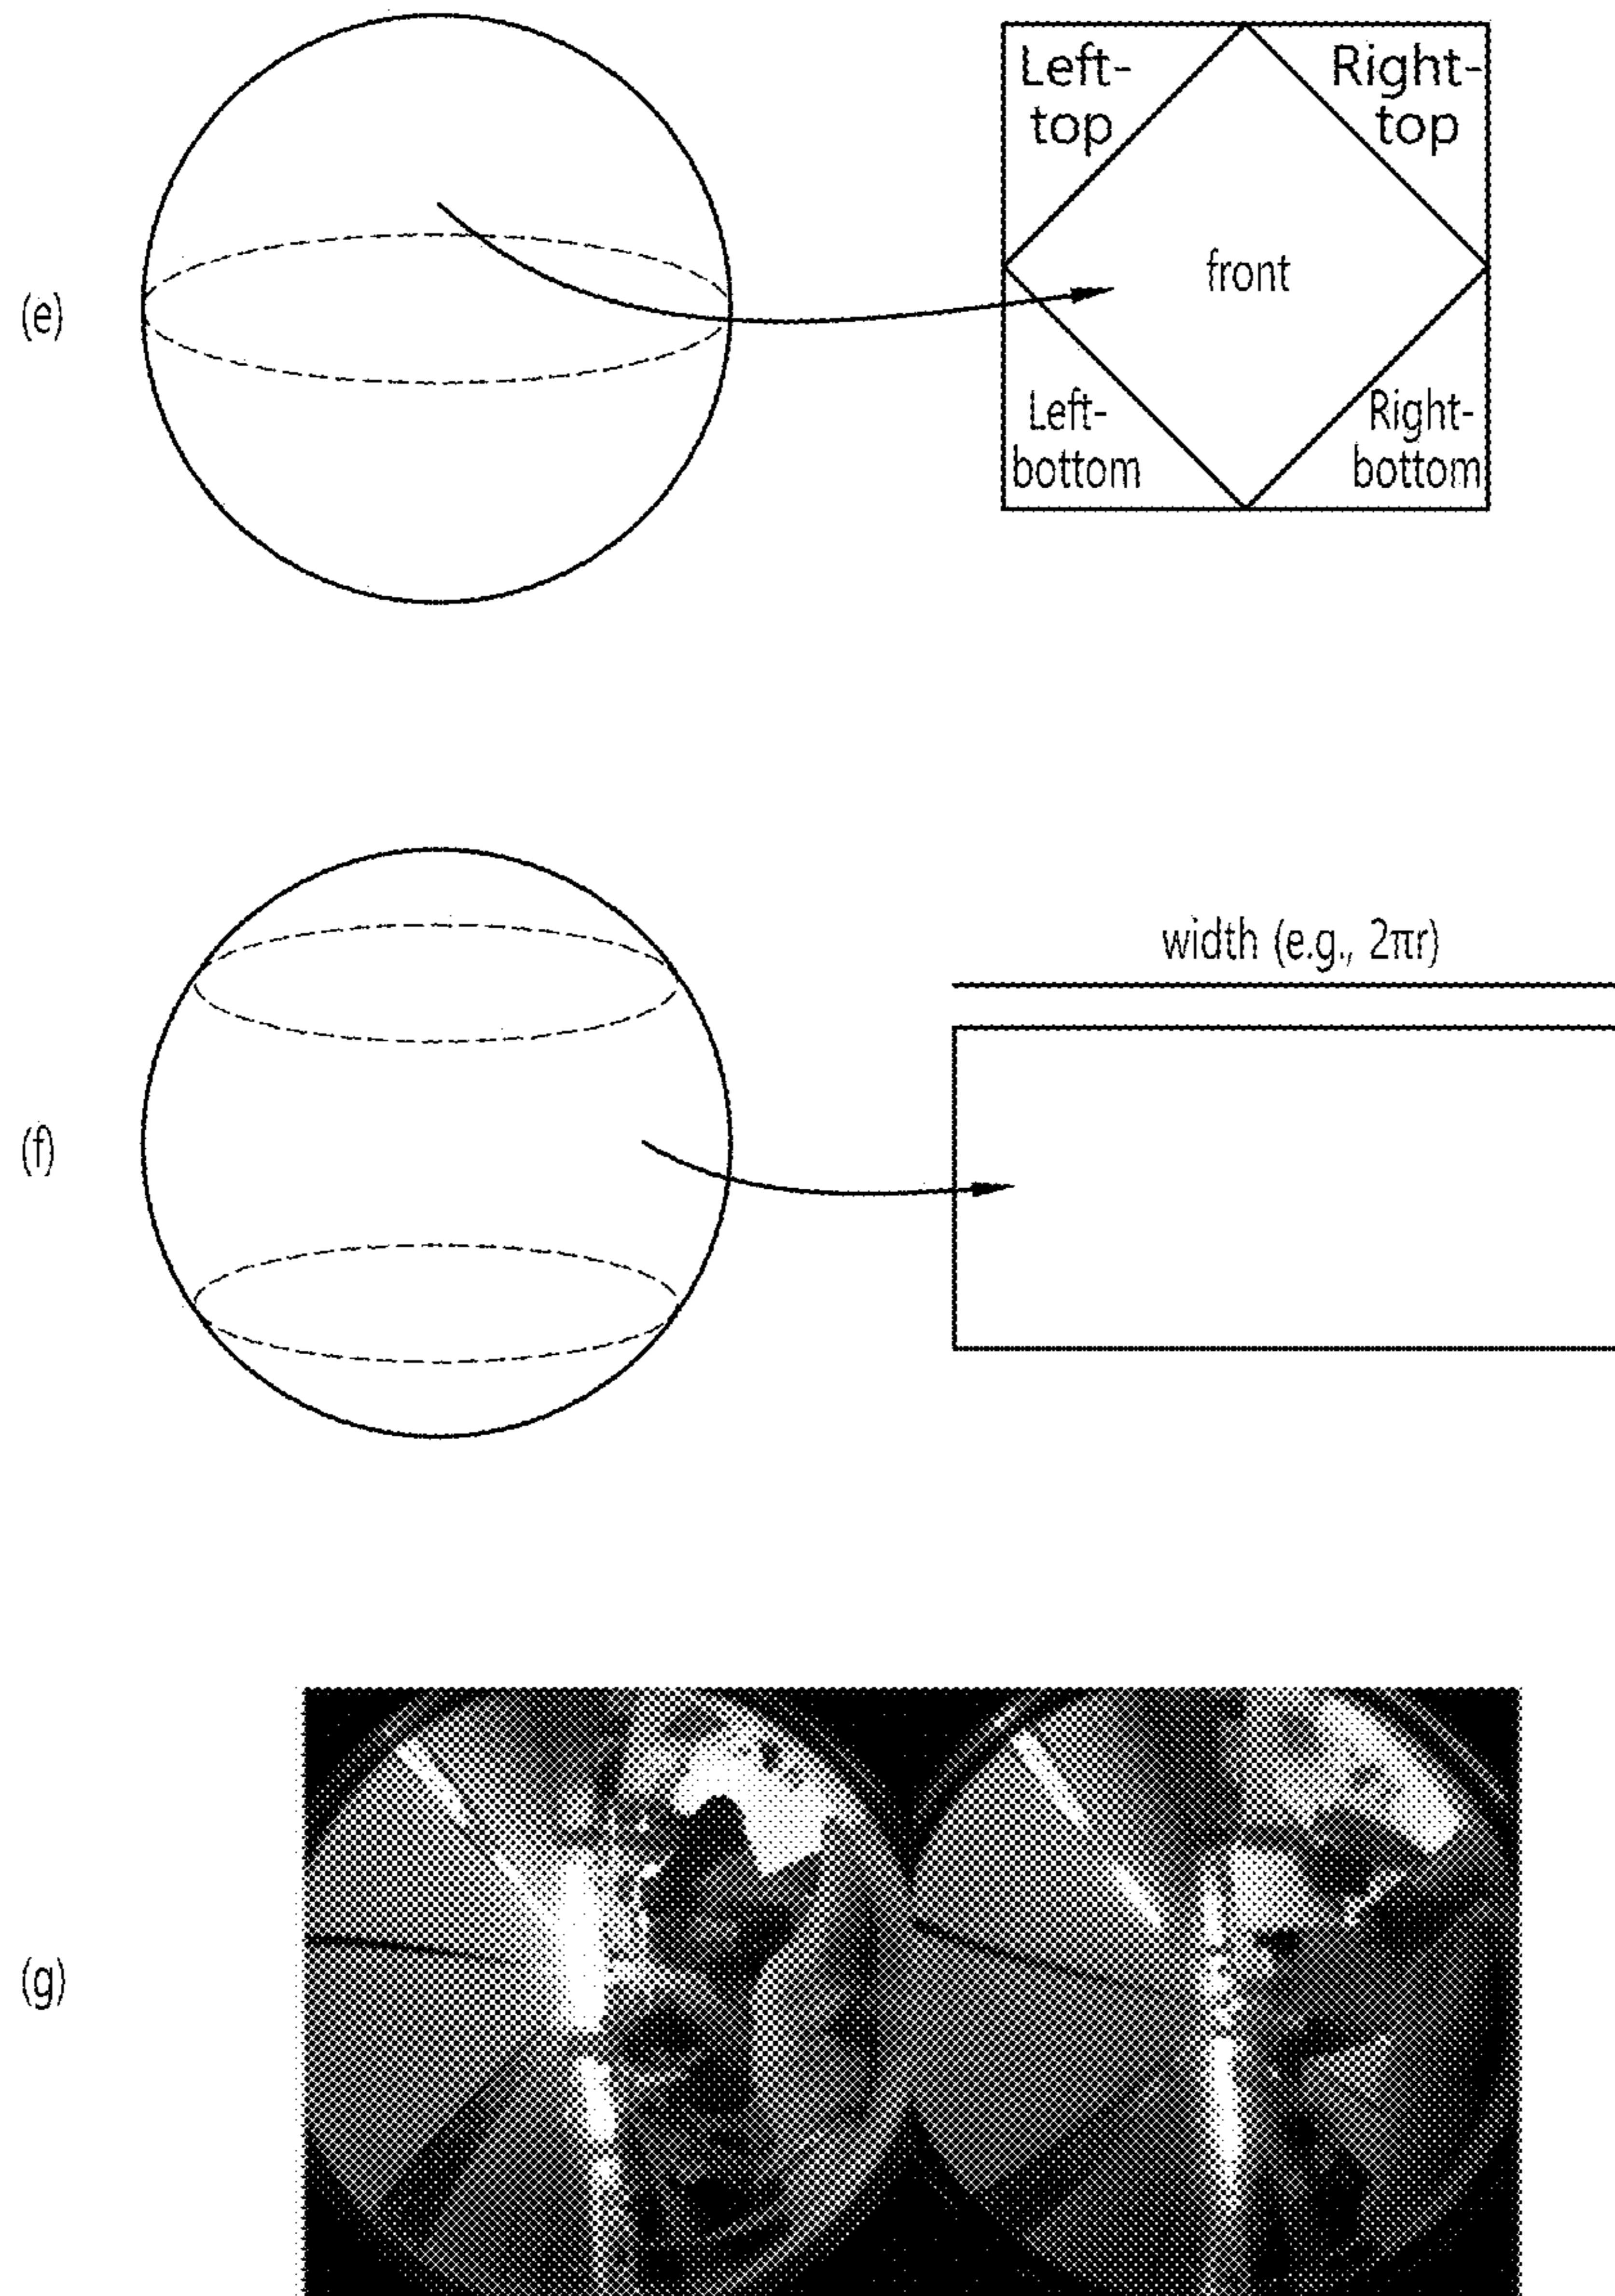 (e)
Left-
top
Right-
top
front
Left-
bottom
Right-
bottom
(f)
width (e.g., 2πr)
(g)